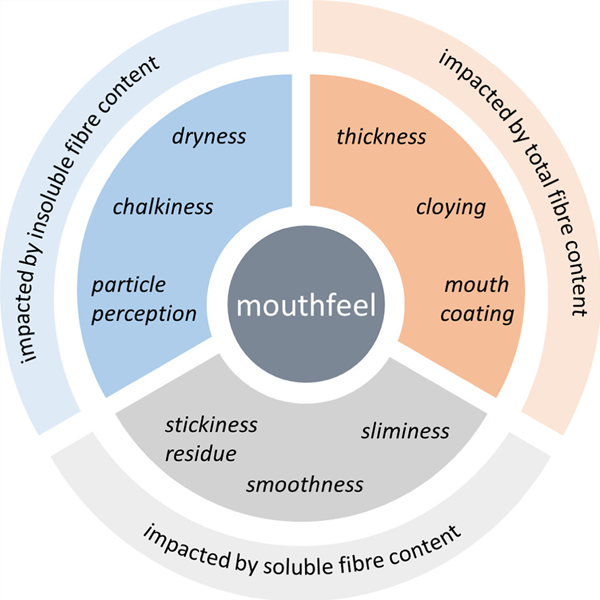 impacted by insoluble fibre content
dryness
chalkiness
particle
perception
impacted by total fibre content
thickness
cloying
mouth
coating
mouthfeel
stickiness
residue
sliminess
smoothness
impacted by soluble fibre content